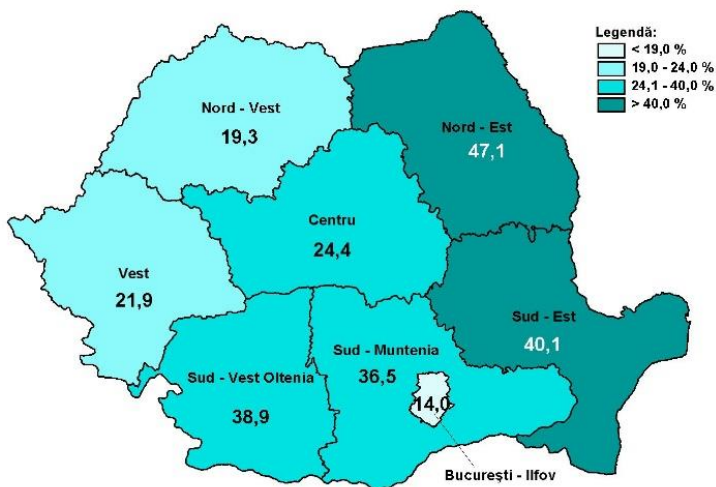 Legendă:
< 19,0 %
19,0 - 24,0 %
24,1 - 40,0 %
> 40,0 %
Nord - Vest
19,3
Nord - Est
47,1
Centru
24,4
Vest
21,9
Sud - Est
40,1
Sud - Muntenia
36,5
Sud - Vest Oltenia
38,9
14,0
Bucureşti - Ilfov